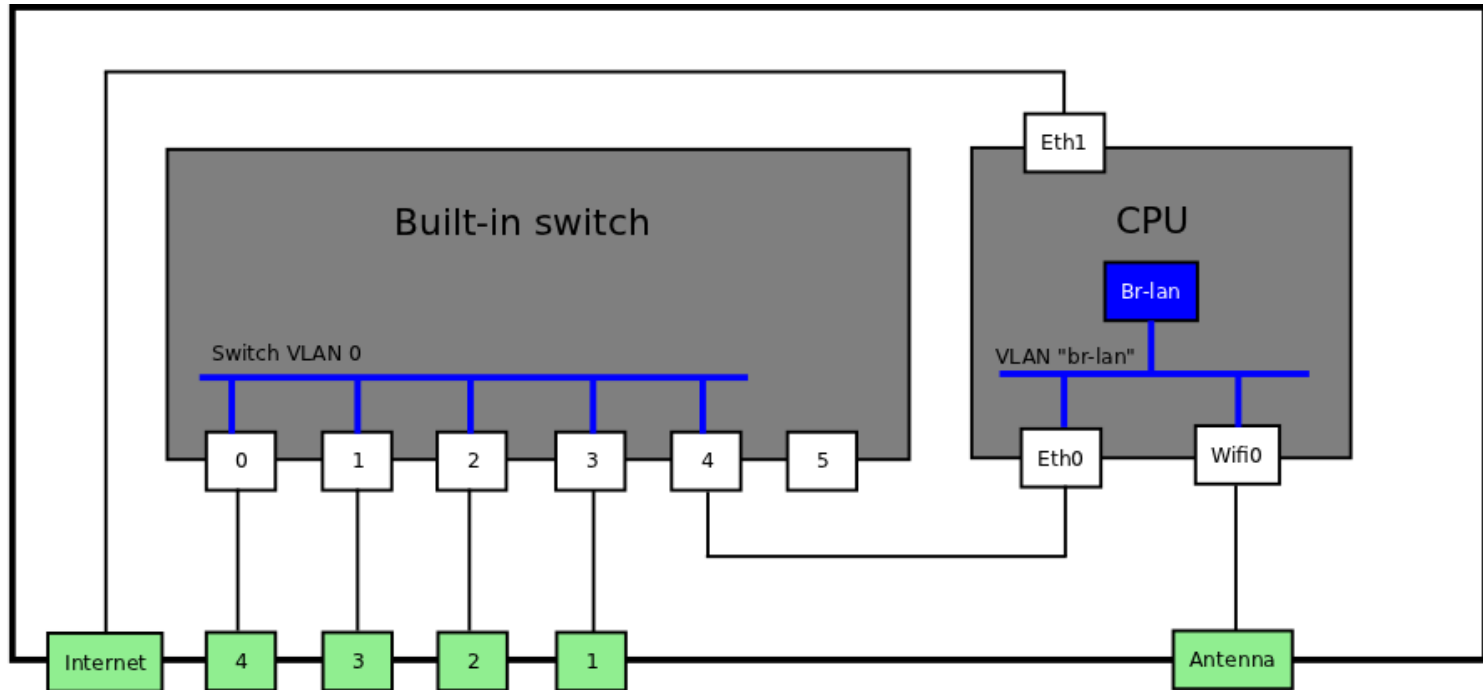 Eth1
Built-in switch
CPU
Br-lan
Switch VLAN 0
VLAN "br-lan"
0 1 2 3 4 5
Eth0 Wifi0
Internet 4 3 2 1 Antenna